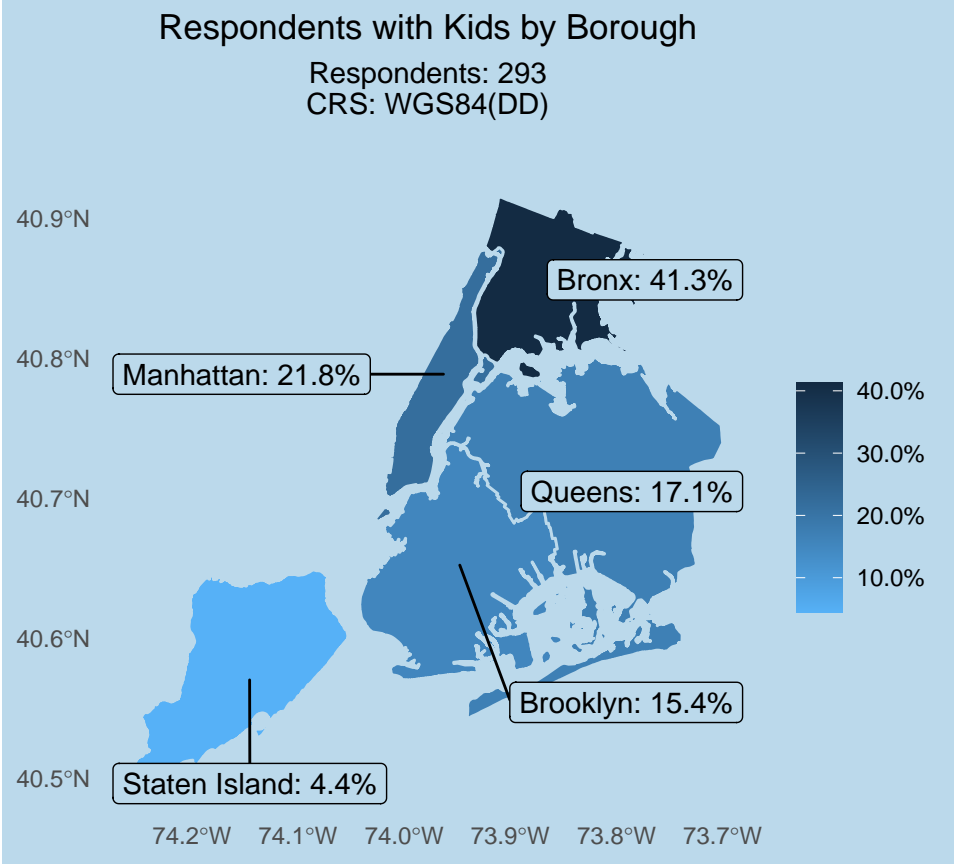 Respondents with Kids by Borough
Respondents: 293
CRS: WGS84(DD)
40.9°N
Bronx: 41.3%
40.8°N
Manhattan: 21.8%
40.0%
30.0%
Queens: 17.1%
40.7°N
20.0%
10.0%
40.6°N
Brooklyn: 15.4%
40.5°N
Staten Island: 4.4%
74.2°W 74.1°W 74.0°W 73.9°W 73.8°W 73.7°W